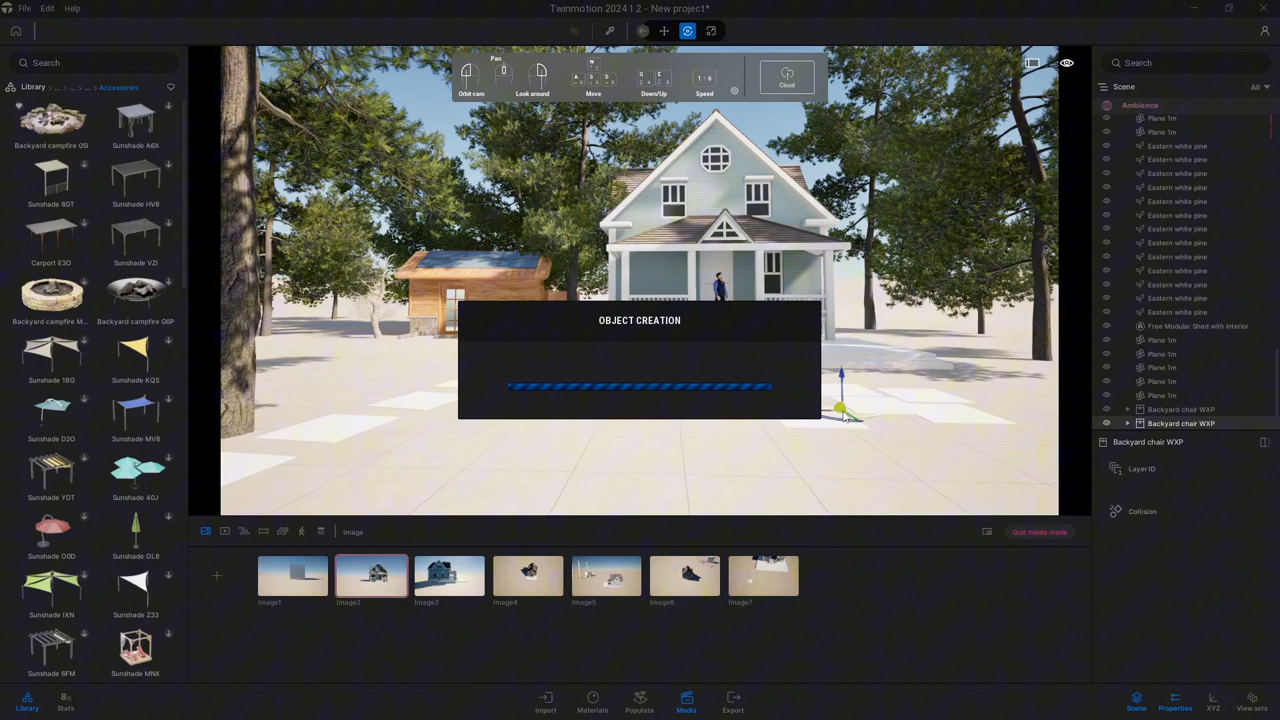 File Edit Help
Twinmotion 2024.1.2 - New project*
Search
Library > ... > ... > ... > Accessories
Backyard campfire 05I
Sunshade A6X
Sunshade 8GT
Sunshade HVB
Carport E3O
Sunshade VZI
Backyard campfire M...
Backyard campfire G6P
Sunshade 1BG
Sunshade KQS
Sunshade D2O
Sunshade MV8
Sunshade YDT
Sunshade 40J
Sunshade O0D
Sunshade OL8
Sunshade IXN
Sunshade Z33
Sunshade 6FM
Sunshade MNX
Pan
W
A S D
Q E
1 ÷ 6
Orbit cam
Look around
Move
Down/Up
Speed
Cloud
OBJECT CREATION
Image
Quit media mode
Image1
Image2
Image3
Image4
Image5
Image6
Image7
Search
Scene
All
Ambience
Plane 1m
Plane 1m
Eastern white pine
Eastern white pine
Eastern white pine
Eastern white pine
Eastern white pine
Eastern white pine
Eastern white pine
Eastern white pine
Eastern white pine
Eastern white pine
Eastern white pine
Eastern white pine
Eastern white pine
Free Modular Shed with interior
Plane 1m
Plane 1m
Plane 1m
Plane 1m
Plane 1m
Backyard chair WXP
Backyard chair WXP
Backyard chair WXP
Layer ID
Collision
Library
Stats
Import
Materials
Populate
Media
Export
Scene
Properties
XYZ
View sets